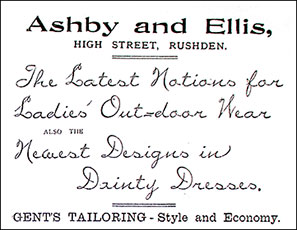 Ashby and Ellis,
HIGH STREET, RUSHDEN.
The Latest Notions for
Ladies' Out=door Wear
ALSO THE
Newest Designs in
Dainty Dresses.
GENT'S TAILORING - Style and Economy.